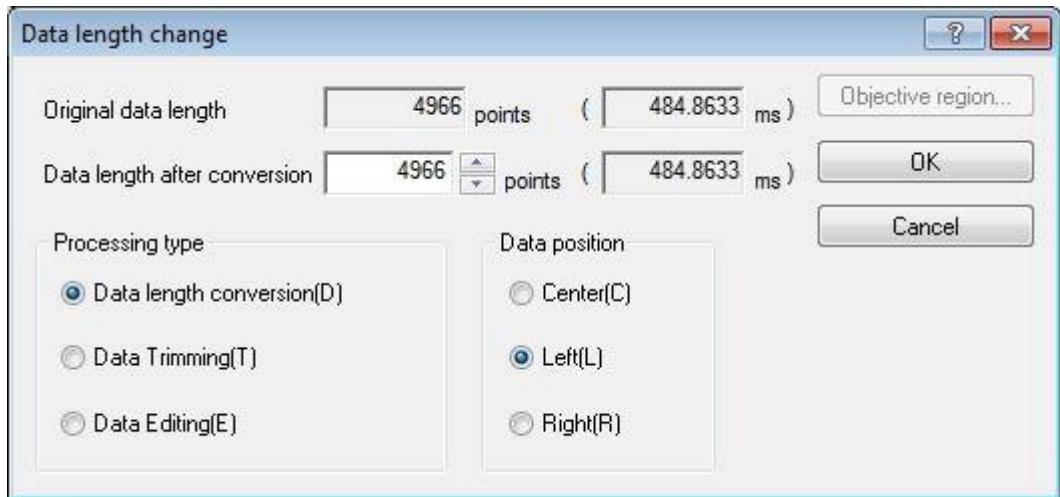 Data length change
Original data length 4966 points ( 484.8633 ms ) Objective region...
Data length after conversion 4966 points ( 484.8633 ms ) OK
Cancel
Processing type Data position
Data length conversion(D) Center(C)
Data Trimming(T) Left(L)
Data Editing(E) Right(R)